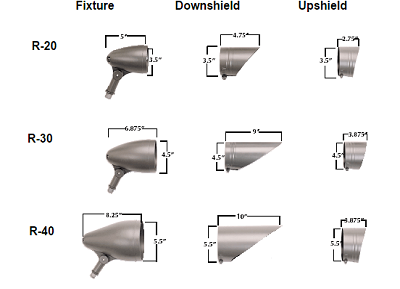 Fixture Downshield Upshield
R-20
5" 4.75" 2.75"
3.5" 3.5" 3.5"
R-30
6.875" 9" 3.875"
4.5" 4.5" 4.5"
R-40
8.25" 10" 3.875"
5.5" 5.5" 5.5"